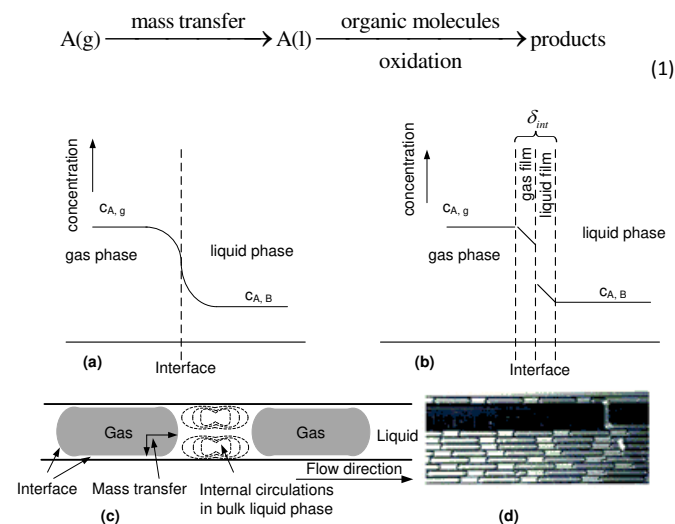 mass transfer organic molecules
A(g) A(l) products
oxidation
(1)
concentration
c_{A, g}
gas phase
liquid phase
c_{A, B}
(a)
Interface
δ_{int}
concentration
gas film
liquid film
c_{A, g}
gas phase
liquid phase
c_{A, B}
(b)
Interface
Gas
Gas
Liquid
Flow direction
Interface
Mass transfer
Internal circulations
in bulk liquid phase
(c)
(d)